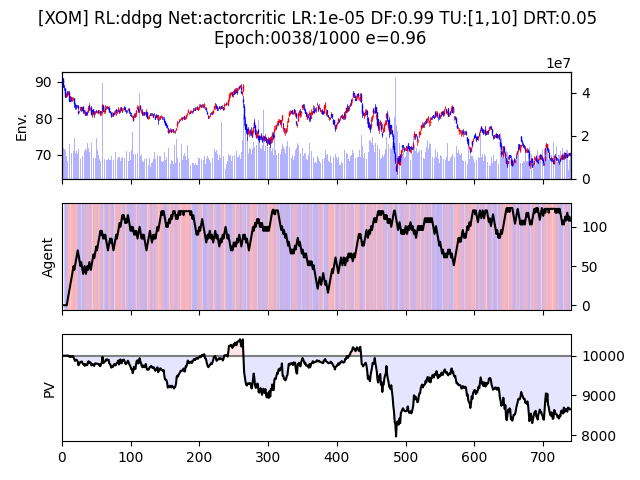 [XOM] RL:ddpg Net:actorcritic LR:1e-05 DF:0.99 TU:[1,10] DRT:0.05
Epoch:0038/1000 e=0.96
1e7
Env.
90
80
70
4
2
0
Agent
100
50
0
PV
10000
9000
8000
0 100 200 300 400 500 600 700